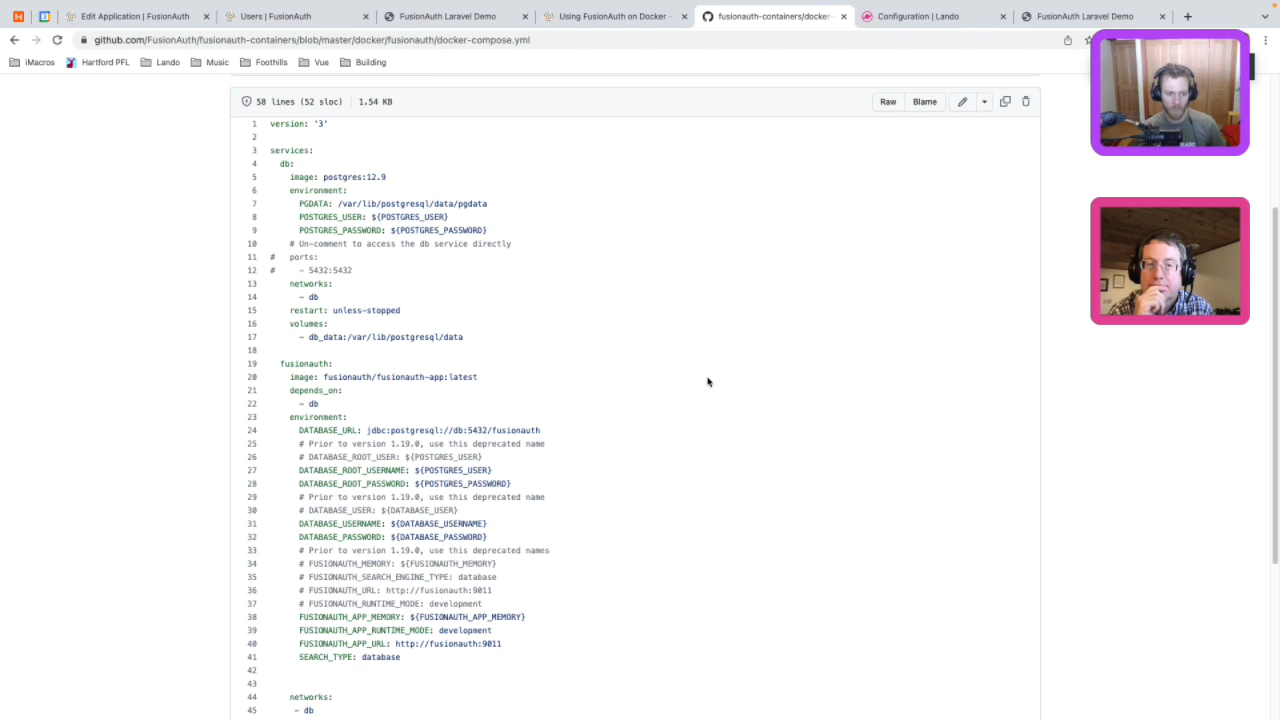 Edit Application | FusionAuth
Users | FusionAuth
FusionAuth Laravel Demo
Using FusionAuth on Docker -
fusionauth-containers/docker-
Configuration | Lando
FusionAuth Laravel Demo
github.com/FusionAuth/fusionauth-containers/blob/master/docker/fusionauth/docker-compose.yml
iMacros
Hartford PFL
Lando
Music
Foothills
Vue
Building
58 lines (52 sloc) | 1.54 KB
Raw
Blame
1 version: '3'
2
3 services:
4 db:
5 image: postgres:12.9
6 environment:
7 PGDATA: /var/lib/postgresql/data/pgdata
8 POSTGRES_USER: ${POSTGRES_USER}
9 POSTGRES_PASSWORD: ${POSTGRES_PASSWORD}
10 # Un-comment to access the db service directly
11 # ports:
12 # - 5432:5432
13 networks:
14 - db
15 restart: unless-stopped
16 volumes:
17 - db_data:/var/lib/postgresql/data
18
19 fusionauth:
20 image: fusionauth/fusionauth-app:latest
21 depends_on:
22 - db
23 environment:
24 DATABASE_URL: jdbc:postgresql://db:5432/fusionauth
25 # Prior to version 1.19.0, use this deprecated name
26 # DATABASE_ROOT_USER: ${POSTGRES_USER}
27 DATABASE_ROOT_USERNAME: ${POSTGRES_USER}
28 DATABASE_ROOT_PASSWORD: ${POSTGRES_PASSWORD}
29 # Prior to version 1.19.0, use this deprecated name
30 # DATABASE_USER: ${DATABASE_USER}
31 DATABASE_USERNAME: ${DATABASE_USERNAME}
32 DATABASE_PASSWORD: ${DATABASE_PASSWORD}
33 # Prior to version 1.19.0, use this deprecated names
34 # FUSIONAUTH_MEMORY: ${FUSIONAUTH_MEMORY}
35 # FUSIONAUTH_SEARCH_ENGINE_TYPE: database
36 # FUSIONAUTH_URL: http://fusionauth:9011
37 # FUSIONAUTH_RUNTIME_MODE: development
38 FUSIONAUTH_APP_MEMORY: ${FUSIONAUTH_APP_MEMORY}
39 FUSIONAUTH_APP_RUNTIME_MODE: development
40 FUSIONAUTH_APP_URL: http://fusionauth:9011
41 SEARCH_TYPE: database
42
43
44 networks:
45 - db